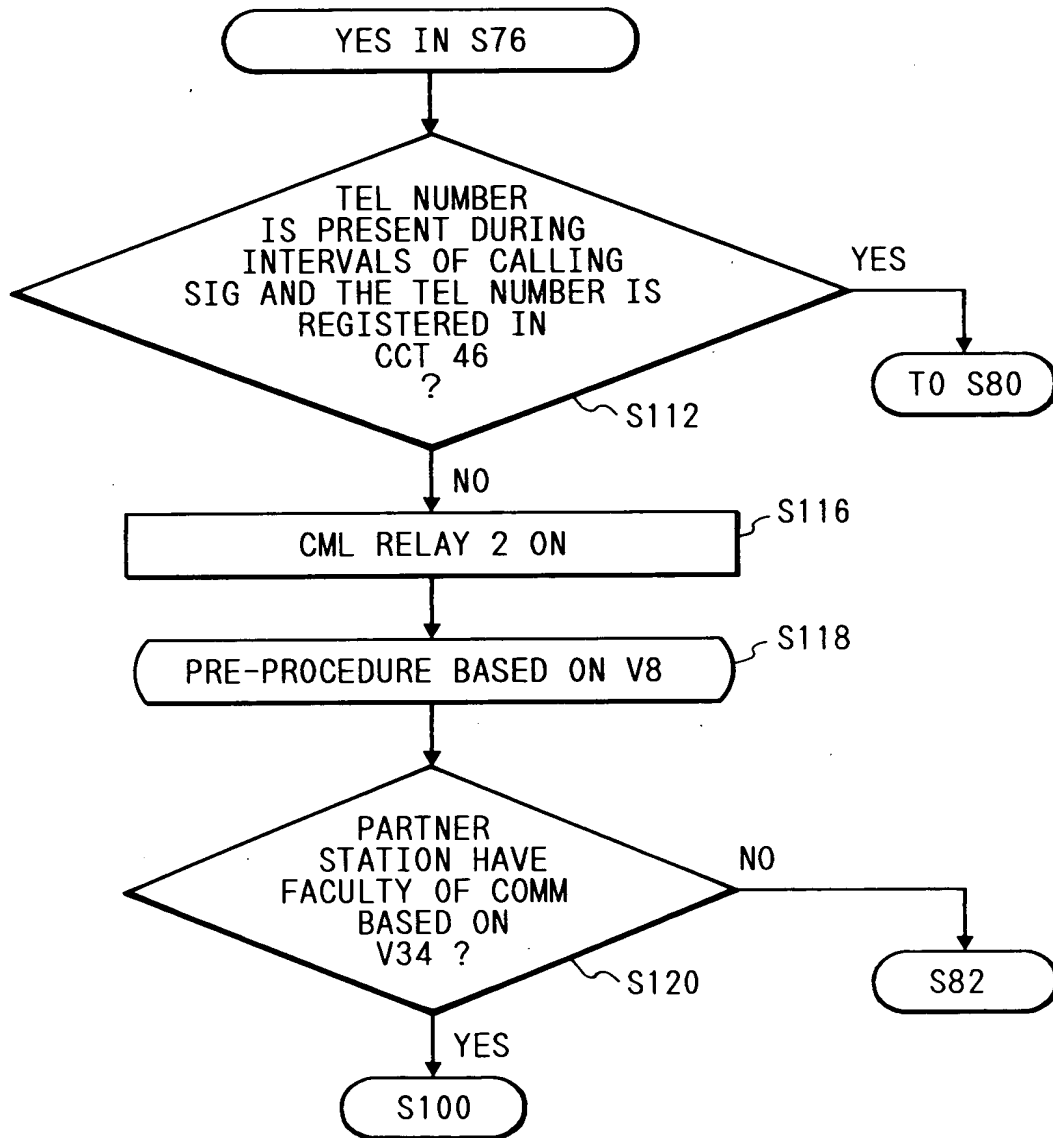 YES IN S76
TEL NUMBER
IS PRESENT DURING
INTERVALS OF CALLING
SIG AND THE TEL NUMBER IS
REGISTERED IN
CCT 46
?
YES
TO S80
S112
NO
CML RELAY 2 ON
S116
PRE-PROCEDURE BASED ON V8
S118
PARTNER
STATION HAVE
FACULTY OF COMM
BASED ON
V34 ?
NO
S82
S120
YES
S100